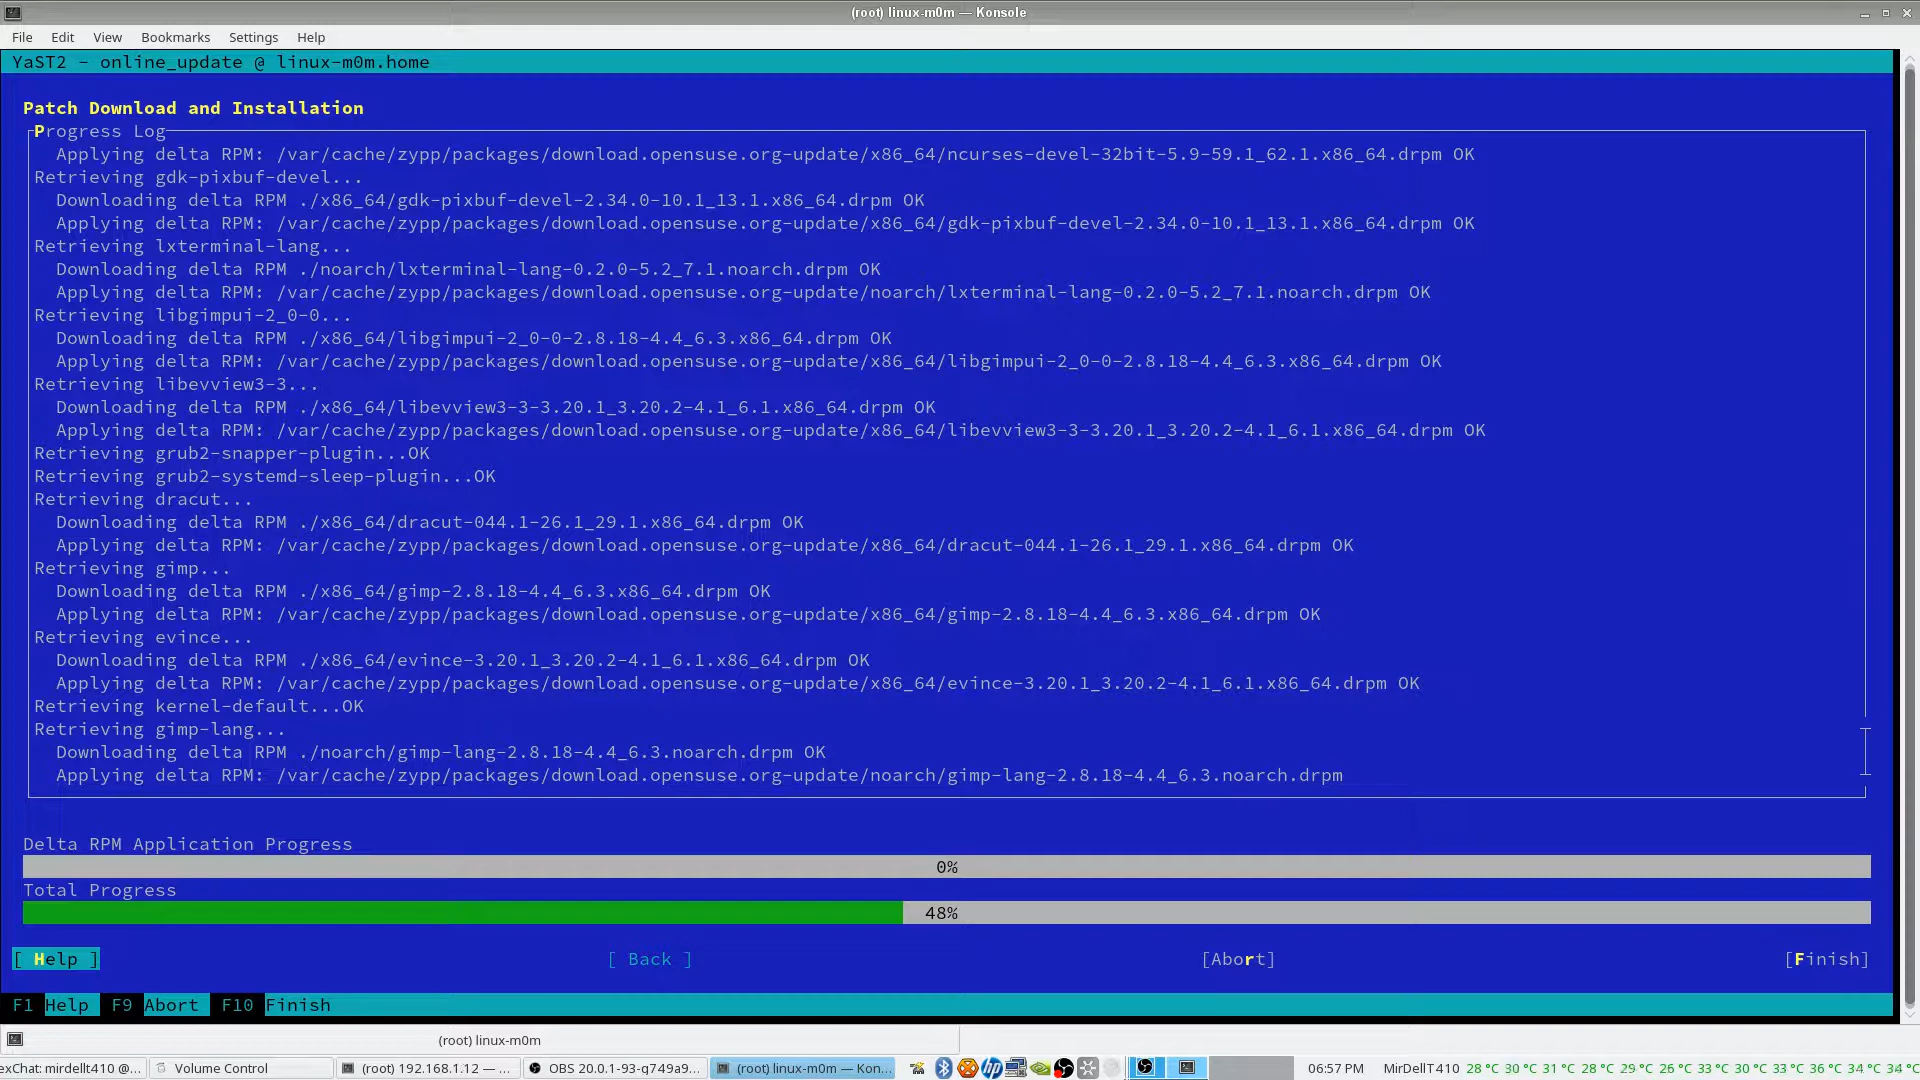 (root) linux-m0m — Konsole
File Edit View Bookmarks Settings Help
YaST2 - online_update @ linux-m0m.home
Patch Download and Installation
Progress Log
Applying delta RPM: /var/cache/zypp/packages/download.opensuse.org-update/x86_64/ncurses-devel-32bit-5.9-59.1_62.1.x86_64.drpm OK
Retrieving gdk-pixbuf-devel...
Downloading delta RPM ./x86_64/gdk-pixbuf-devel-2.34.0-10.1_13.1.x86_64.drpm OK
Applying delta RPM: /var/cache/zypp/packages/download.opensuse.org-update/x86_64/gdk-pixbuf-devel-2.34.0-10.1_13.1.x86_64.drpm OK
Retrieving lxterminal-lang...
Downloading delta RPM ./noarch/lxterminal-lang-0.2.0-5.2_7.1.noarch.drpm OK
Applying delta RPM: /var/cache/zypp/packages/download.opensuse.org-update/noarch/lxterminal-lang-0.2.0-5.2_7.1.noarch.drpm OK
Retrieving libgimpui-2_0-0...
Downloading delta RPM ./x86_64/libgimpui-2_0-0-2.8.18-4.4_6.3.x86_64.drpm OK
Applying delta RPM: /var/cache/zypp/packages/download.opensuse.org-update/x86_64/libgimpui-2_0-0-2.8.18-4.4_6.3.x86_64.drpm OK
Retrieving libevview3-3...
Downloading delta RPM ./x86_64/libevview3-3-3.20.1_3.20.2-4.1_6.1.x86_64.drpm OK
Applying delta RPM: /var/cache/zypp/packages/download.opensuse.org-update/x86_64/libevview3-3-3.20.1_3.20.2-4.1_6.1.x86_64.drpm OK
Retrieving grub2-snapper-plugin...OK
Retrieving grub2-systemd-sleep-plugin...OK
Retrieving dracut...
Downloading delta RPM ./x86_64/dracut-044.1-26.1_29.1.x86_64.drpm OK
Applying delta RPM: /var/cache/zypp/packages/download.opensuse.org-update/x86_64/dracut-044.1-26.1_29.1.x86_64.drpm OK
Retrieving gimp...
Downloading delta RPM ./x86_64/gimp-2.8.18-4.4_6.3.x86_64.drpm OK
Applying delta RPM: /var/cache/zypp/packages/download.opensuse.org-update/x86_64/gimp-2.8.18-4.4_6.3.x86_64.drpm OK
Retrieving evince...
Downloading delta RPM ./x86_64/evince-3.20.1_3.20.2-4.1_6.1.x86_64.drpm OK
Applying delta RPM: /var/cache/zypp/packages/download.opensuse.org-update/x86_64/evince-3.20.1_3.20.2-4.1_6.1.x86_64.drpm OK
Retrieving kernel-default...OK
Retrieving gimp-lang...
Downloading delta RPM ./noarch/gimp-lang-2.8.18-4.4_6.3.noarch.drpm OK
Applying delta RPM: /var/cache/zypp/packages/download.opensuse.org-update/noarch/gimp-lang-2.8.18-4.4_6.3.noarch.drpm
Delta RPM Application Progress
0%
Total Progress
48%
[ Help ] [ Back ] [Abort] [Finish]
F1 Help F9 Abort F10 Finish
(root) linux-m0m
exChat: mirdellt410 @... Volume Control (root) 192.168.1.12 — ... OBS 20.0.1-93-g749a9... (root) linux-m0m — Kon... hp 06:57 PM MirDellT410 28 °C 30 °C 31 °C 28 °C 28 °C 29 °C 26 °C 33 °C 30 °C 33 °C 36 °C 34 °C 34 °C